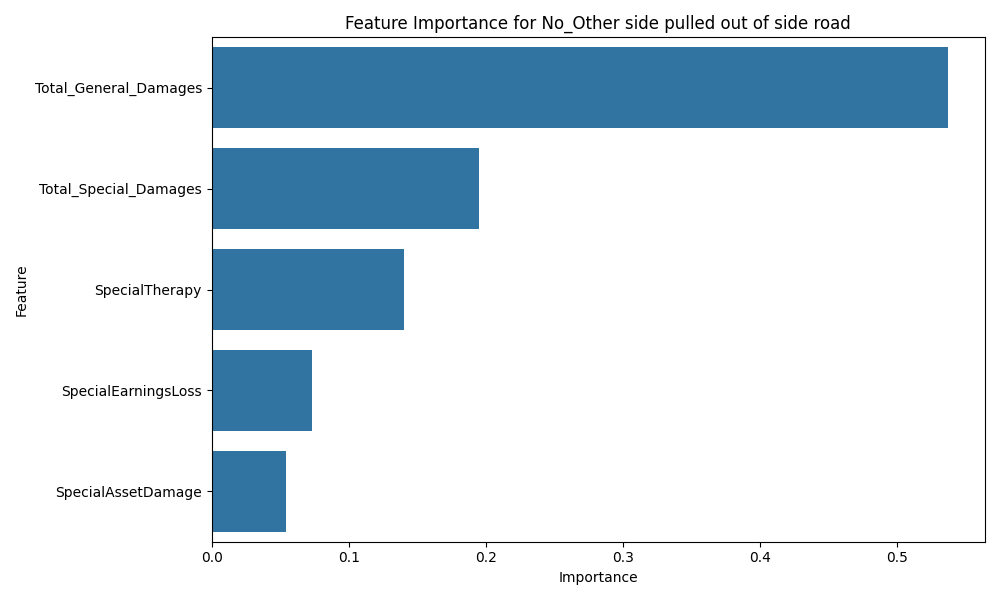 Feature Importance for No_Other side pulled out of side road
Total_General_Damages
Total_Special_Damages
SpecialTherapy
SpecialEarningsLoss
SpecialAssetDamage
Feature
0.0 0.1 0.2 0.3 0.4 0.5
Importance